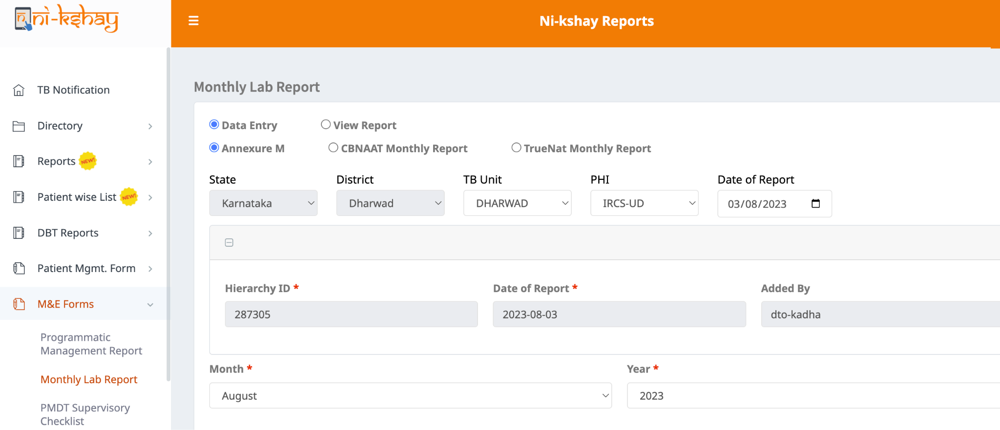 ni-kshay
Ni-kshay Reports
TB Notification
Directory
Reports NEW!
Patient wise List NEW!
DBT Reports
Patient Mgmt. Form
M&E Forms
Programmatic
Management Report
Monthly Lab Report
PMDT Supervisory
Checklist
Monthly Lab Report
Data Entry View Report
Annexure M CBNAAT Monthly Report TrueNat Monthly Report
State District TB Unit PHI Date of Report
Karnataka Dharwad DHARWAD IRCS-UD 03/08/2023
Hierarchy ID * Date of Report * Added By
287305 2023-08-03 dto-kadha
Month * Year *
August 2023